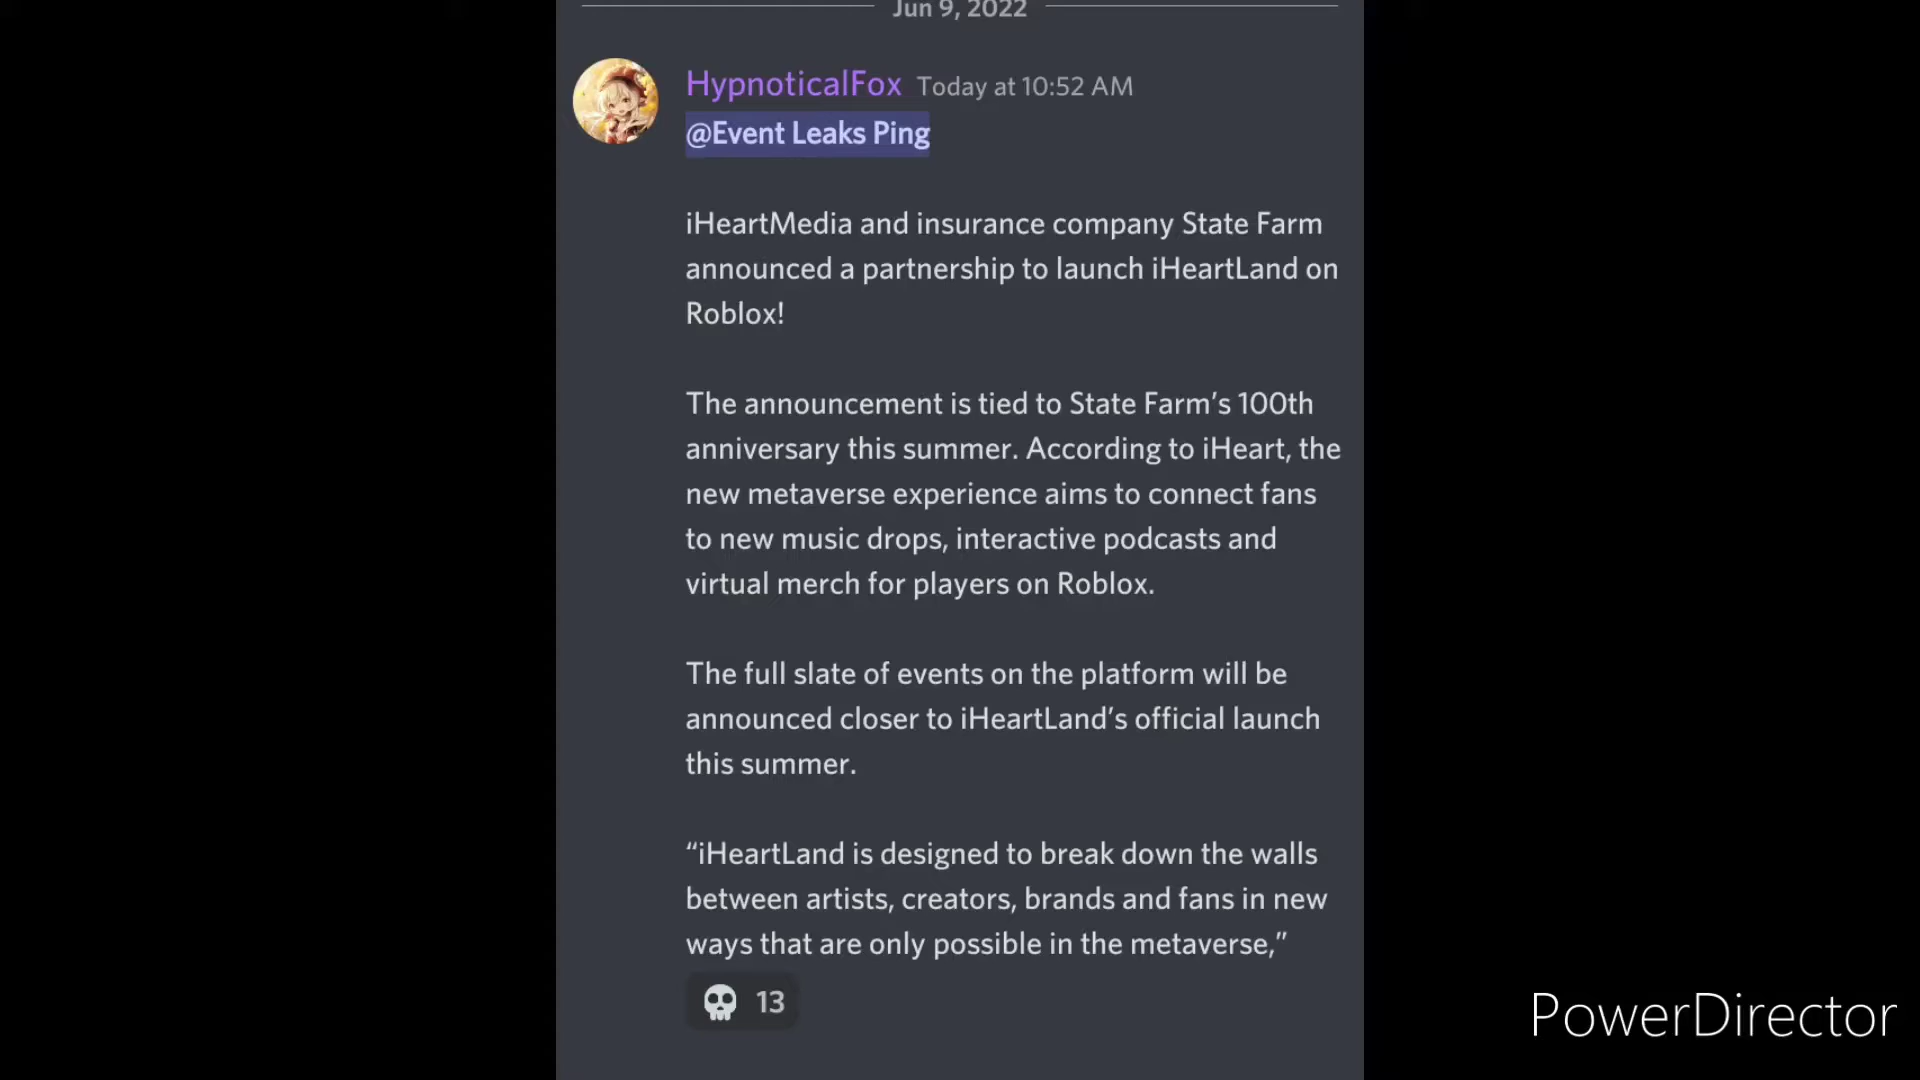 Jun 9, 2022
HypnoticalFox Today at 10:52 AM
@Event Leaks Ping
iHeartMedia and insurance company State Farm
announced a partnership to launch iHeartLand on
Roblox!
The announcement is tied to State Farm’s 100th
anniversary this summer. According to iHeart, the
new metaverse experience aims to connect fans
to new music drops, interactive podcasts and
virtual merch for players on Roblox.
The full slate of events on the platform will be
announced closer to iHeartLand’s official launch
this summer.
“iHeartLand is designed to break down the walls
between artists, creators, brands and fans in new
ways that are only possible in the metaverse,”
13
PowerDirector